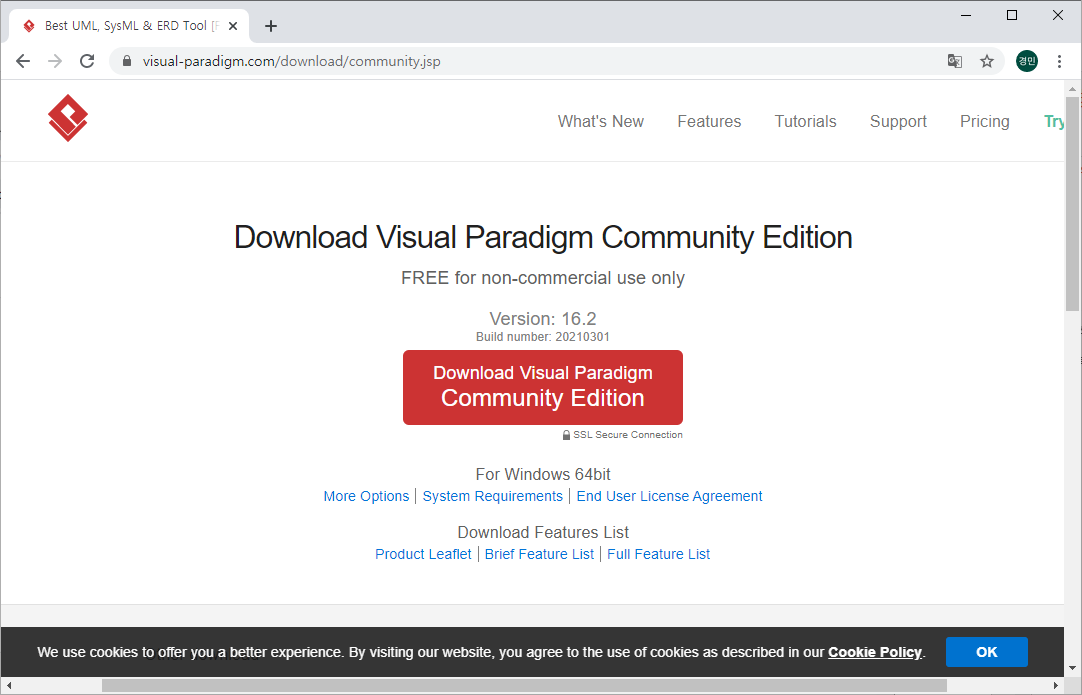 Best UML, SysML & ERD Tool [F
visual-paradigm.com/download/community.jsp
경민
What's New Features Tutorials Support Pricing Try
Download Visual Paradigm Community Edition
FREE for non-commercial use only
Version: 16.2
Build number: 20210301
Download Visual Paradigm
Community Edition
SSL Secure Connection
For Windows 64bit
More Options | System Requirements | End User License Agreement
Download Features List
Product Leaflet | Brief Feature List | Full Feature List
We use cookies to offer you a better experience. By visiting our website, you agree to the use of cookies as described in our Cookie Policy. OK